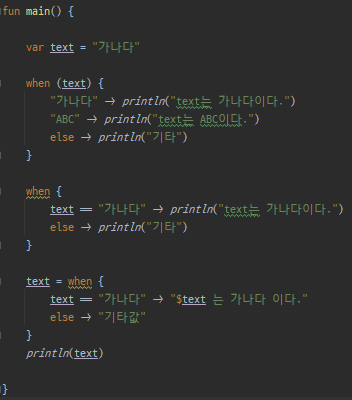 fun main() {
var text = "가나다"
when (text) {
"가나다" -> println("text는 가나다이다.")
"ABC" -> println("text는 ABC이다.")
else -> println("기타")
}
when {
text == "가나다" -> println("text는 가나다이다.")
else -> println("기타")
}
text = when {
text == "가나다" -> "$text 는 가나다 이다."
else -> "기타값"
}
println(text)
}